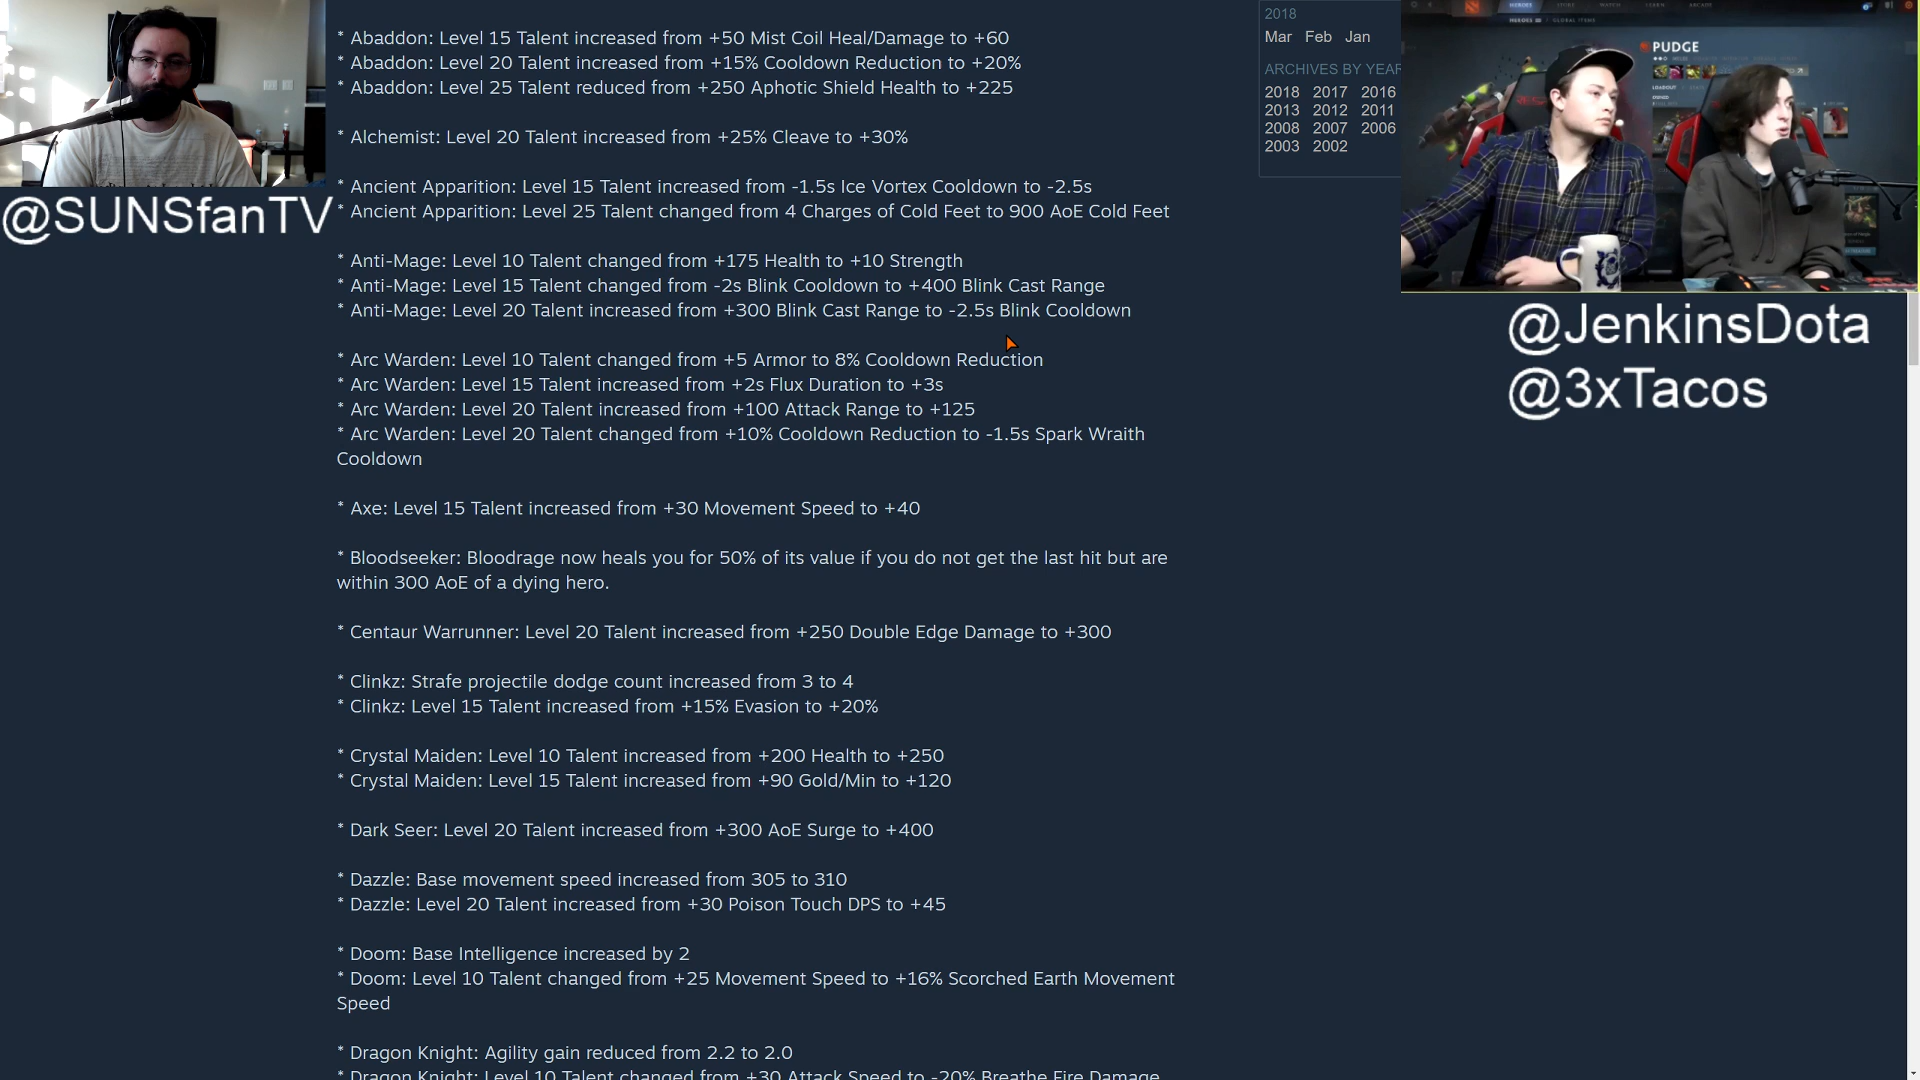 * Abaddon: Level 15 Talent increased from +50 Mist Coil Heal/Damage to +60
* Abaddon: Level 20 Talent increased from +15% Cooldown Reduction to +20%
* Abaddon: Level 25 Talent reduced from +250 Aphotic Shield Health to +225
* Alchemist: Level 20 Talent increased from +25% Cleave to +30%
* Ancient Apparition: Level 15 Talent increased from -1.5s Ice Vortex Cooldown to -2.5s
* Ancient Apparition: Level 25 Talent changed from 4 Charges of Cold Feet to 900 AoE Cold Feet
* Anti-Mage: Level 10 Talent changed from +175 Health to +10 Strength
* Anti-Mage: Level 15 Talent changed from -2s Blink Cooldown to +400 Blink Cast Range
* Anti-Mage: Level 20 Talent increased from +300 Blink Cast Range to -2.5s Blink Cooldown
* Arc Warden: Level 10 Talent changed from +5 Armor to 8% Cooldown Reduction
* Arc Warden: Level 15 Talent increased from +2s Flux Duration to +3s
* Arc Warden: Level 20 Talent increased from +100 Attack Range to +125
* Arc Warden: Level 20 Talent changed from +10% Cooldown Reduction to -1.5s Spark Wraith
Cooldown
* Axe: Level 15 Talent increased from +30 Movement Speed to +40
* Bloodseeker: Bloodrage now heals you for 50% of its value if you do not get the last hit but are
within 300 AoE of a dying hero.
* Centaur Warrunner: Level 20 Talent increased from +250 Double Edge Damage to +300
* Clinkz: Strafe projectile dodge count increased from 3 to 4
* Clinkz: Level 15 Talent increased from +15% Evasion to +20%
* Crystal Maiden: Level 10 Talent increased from +200 Health to +250
* Crystal Maiden: Level 15 Talent increased from +90 Gold/Min to +120
* Dark Seer: Level 20 Talent increased from +300 AoE Surge to +400
* Dazzle: Base movement speed increased from 305 to 310
* Dazzle: Level 20 Talent increased from +30 Poison Touch DPS to +45
* Doom: Base Intelligence increased by 2
* Doom: Level 10 Talent changed from +25 Movement Speed to +16% Scorched Earth Movement
Speed
* Dragon Knight: Agility gain reduced from 2.2 to 2.0
* Dragon Knight: Level 10 Talent changed from +30 Attack Speed to -20% Breathe Fire Damage
@SUNSfanTV
2018
Mar Feb Jan
ARCHIVES BY YEAR
2018 2017 2016
2013 2012 2011
2008 2007 2006
2003 2002
HEROES
GLOBAL ITEMS
PUDGE
@JenkinsDota
@3xTacos